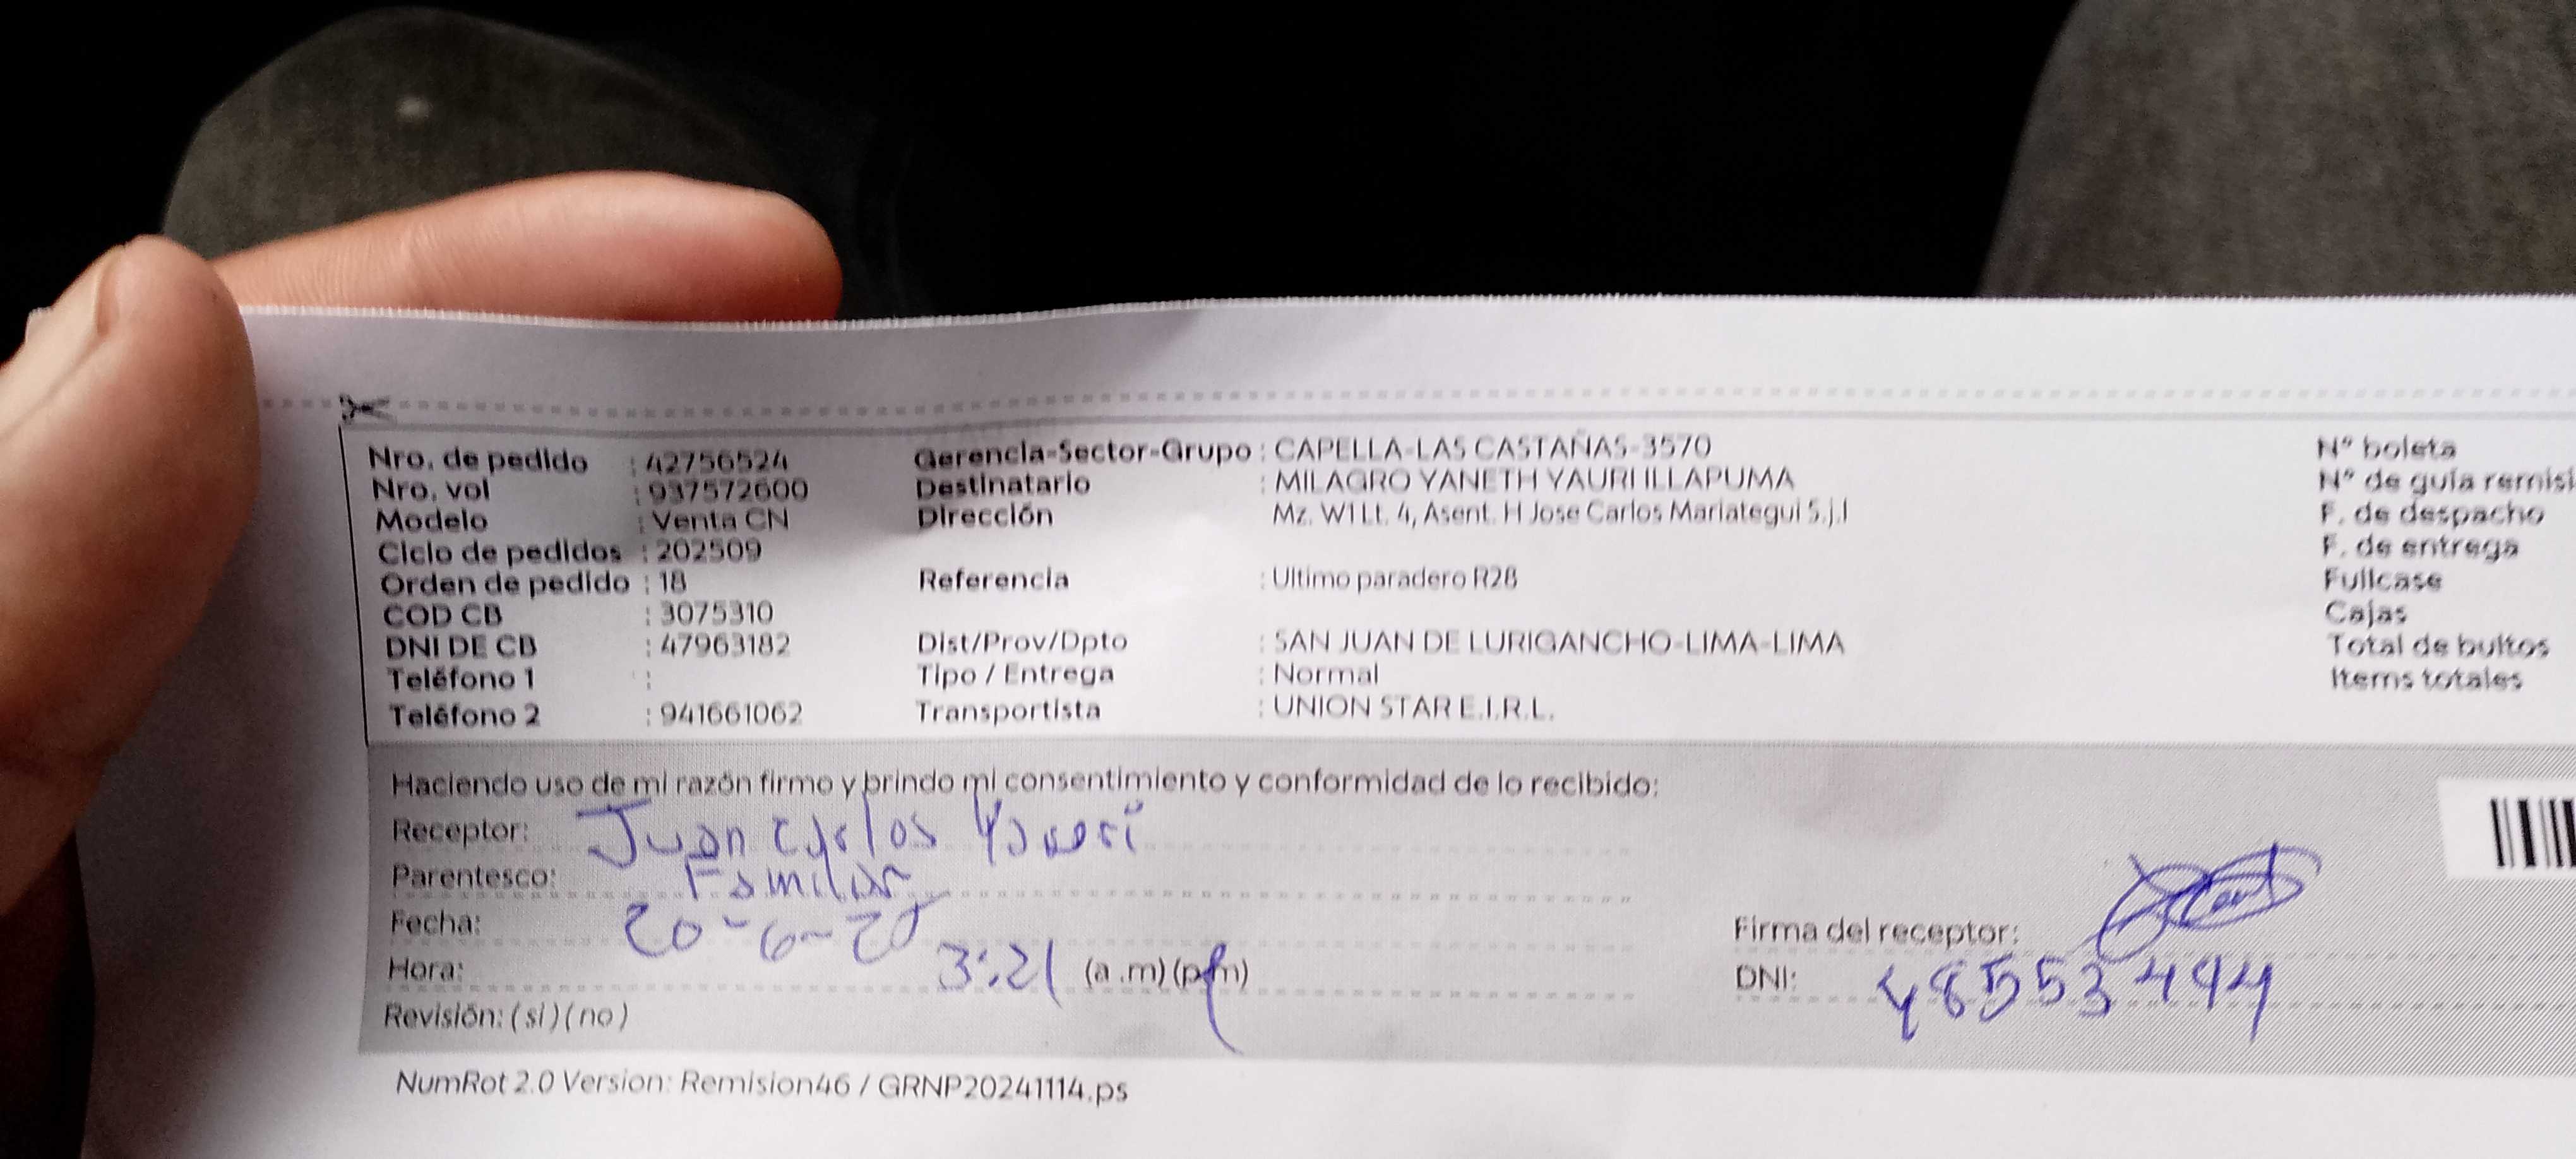 Nro. de pedido : 42756524 Gerencia-Sector-Grupo : CAPELLA-LAS CASTAÑAS-3570 N° boleta
Nro. vol : 937572600 Destinatario : MILAGRO YANETH YAURI ILLAPUMA N° de guía remisi
Modelo : Venta CN Dirección Mz. W1 Lt. 4, Asent. H Jose Carlos Mariategui S.j.l F. de despacho
Ciclo de pedidos : 202509 F. de entrega
Orden de pedido : 18 Referencia : Ultimo paradero R28 Fullcase
COD CB : 3075310 Cajas
DNI DE CB : 47963182 Dist/Prov/Dpto : SAN JUAN DE LURIGANCHO-LIMA-LIMA Total de bultos
Teléfono 1 : Tipo / Entrega : Normal Items totales
Teléfono 2 : 941661062 Transportista : UNION STAR E.I.R.L.
Haciendo uso de mi razón firmo y brindo mi consentimiento y conformidad de lo recibido:
Receptor: Juan Carlos Yauri
Parentesco: Familiar
Fecha: 20-6-20
Firma del receptor:
Hora: 3:21 (a .m) (p.m)
DNI: 48553494
Revisión: ( si ) ( no )
NumRot 2.0 Version: Remision46 / GRNP20241114.ps